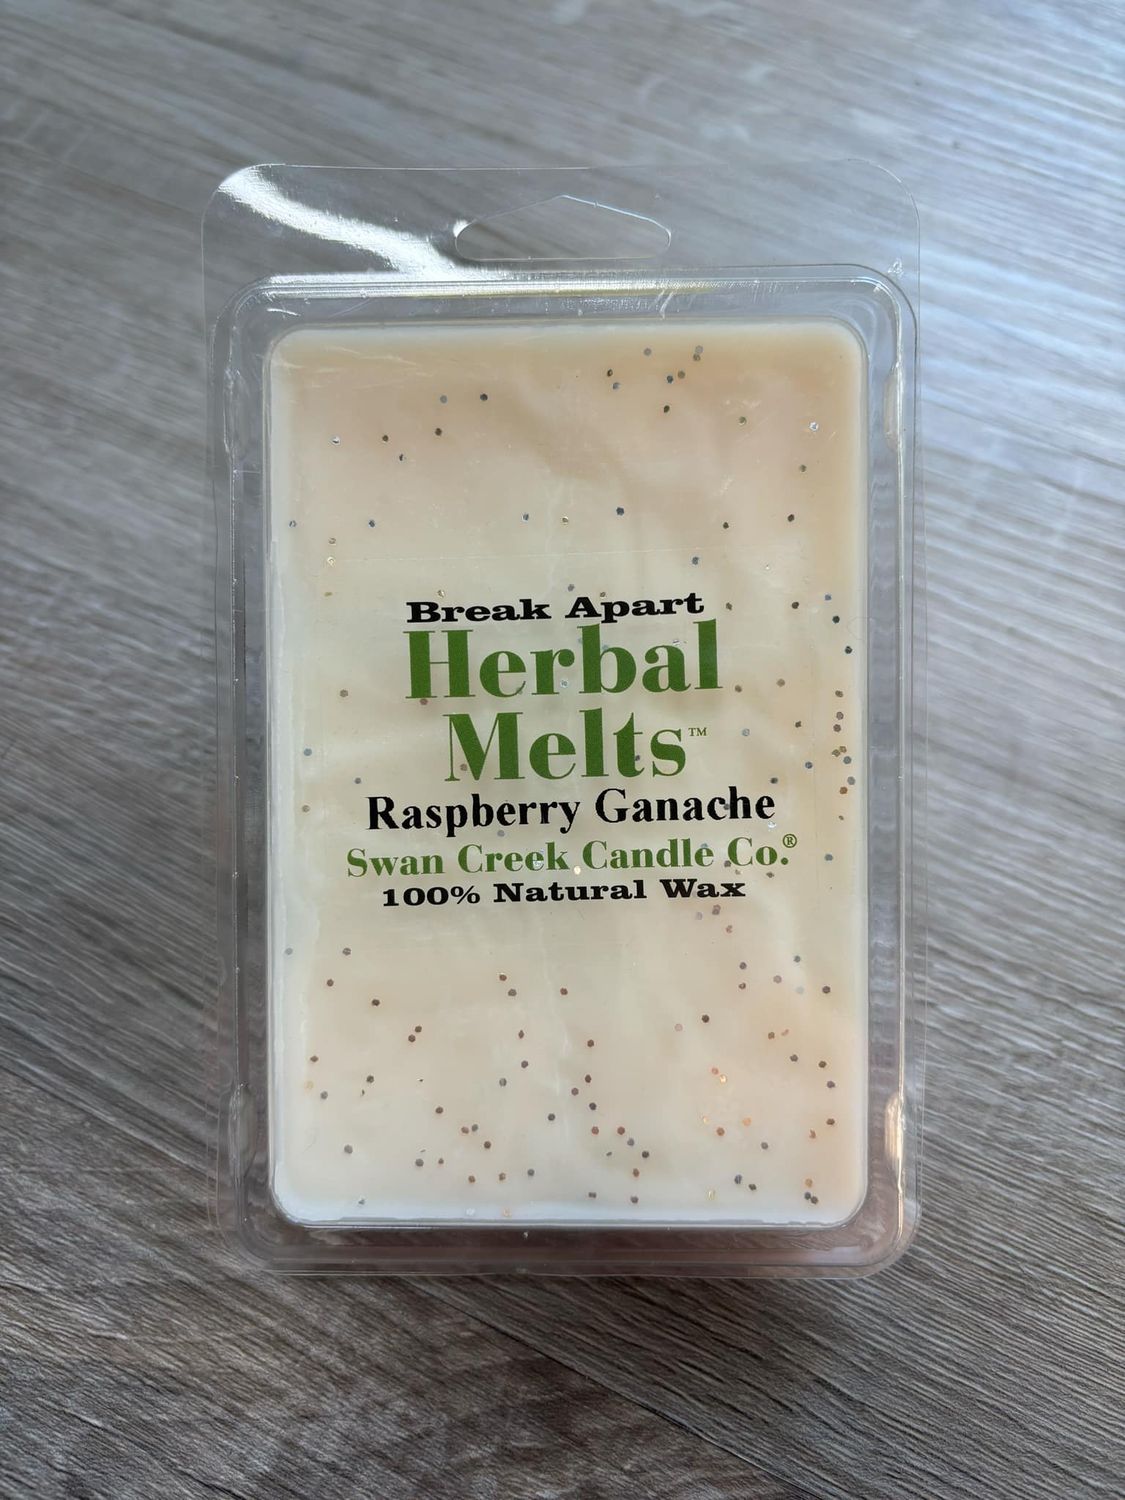 Break Apart
Herbal
Melts™
Raspberry Ganache
Swan Creek Candle Co.®
100% Natural Wax